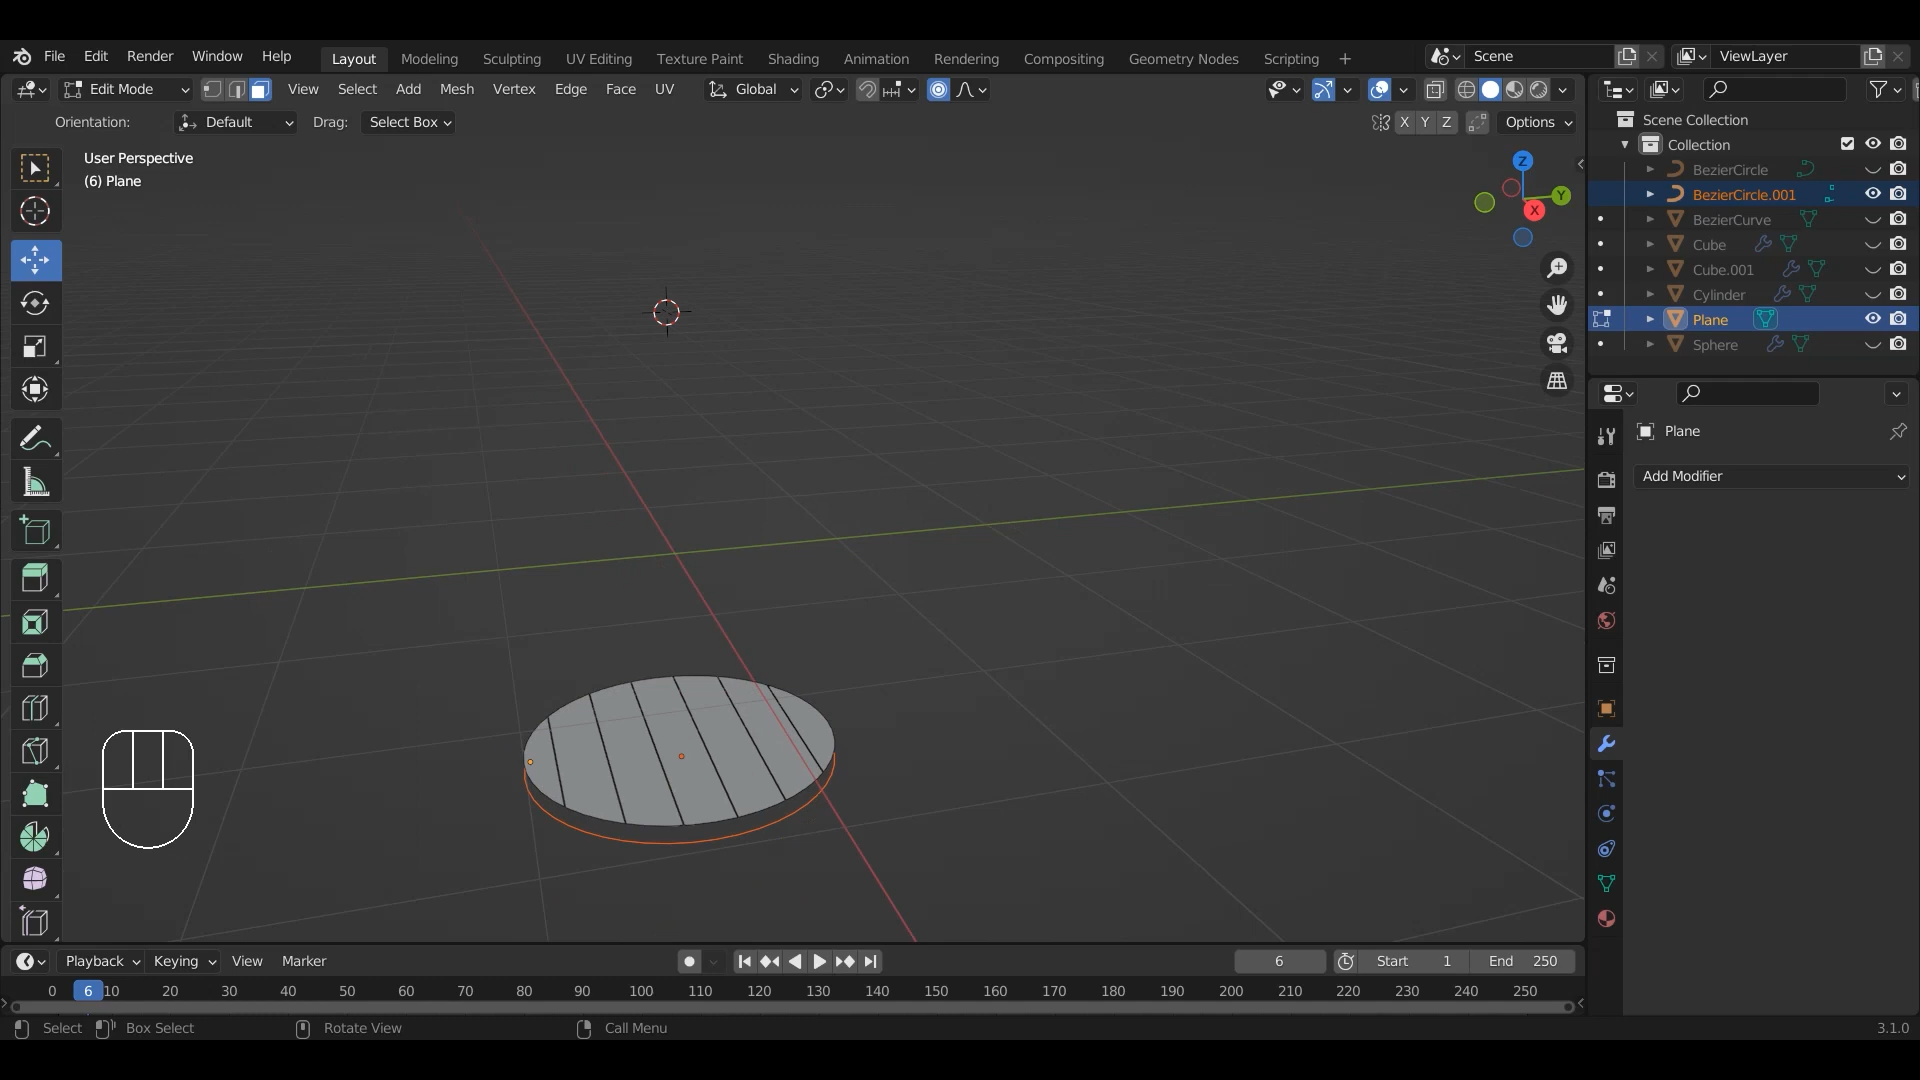 File Edit Render Window Help Layout Modeling Sculpting UV Editing Texture Paint Shading Animation Rendering Compositing Geometry Nodes Scripting + Scene ViewLayer
Edit Mode View Select Add Mesh Vertex Edge Face UV Global
Orientation: Default Drag: Select Box X Y Z Options
User Perspective
(6) Plane
Z
Y
X
Scene Collection
Collection
BezierCircle
BezierCircle.001
BezierCurve
Cube
Cube.001
Cylinder
Plane
Sphere
Plane
Add Modifier
Playback Keying View Marker 6 Start 1 End 250
0 6 10 20 30 40 50 60 70 80 90 100 110 120 130 140 150 160 170 180 190 200 210 220 230 240 250
Select Box Select Rotate View Call Menu 3.1.0